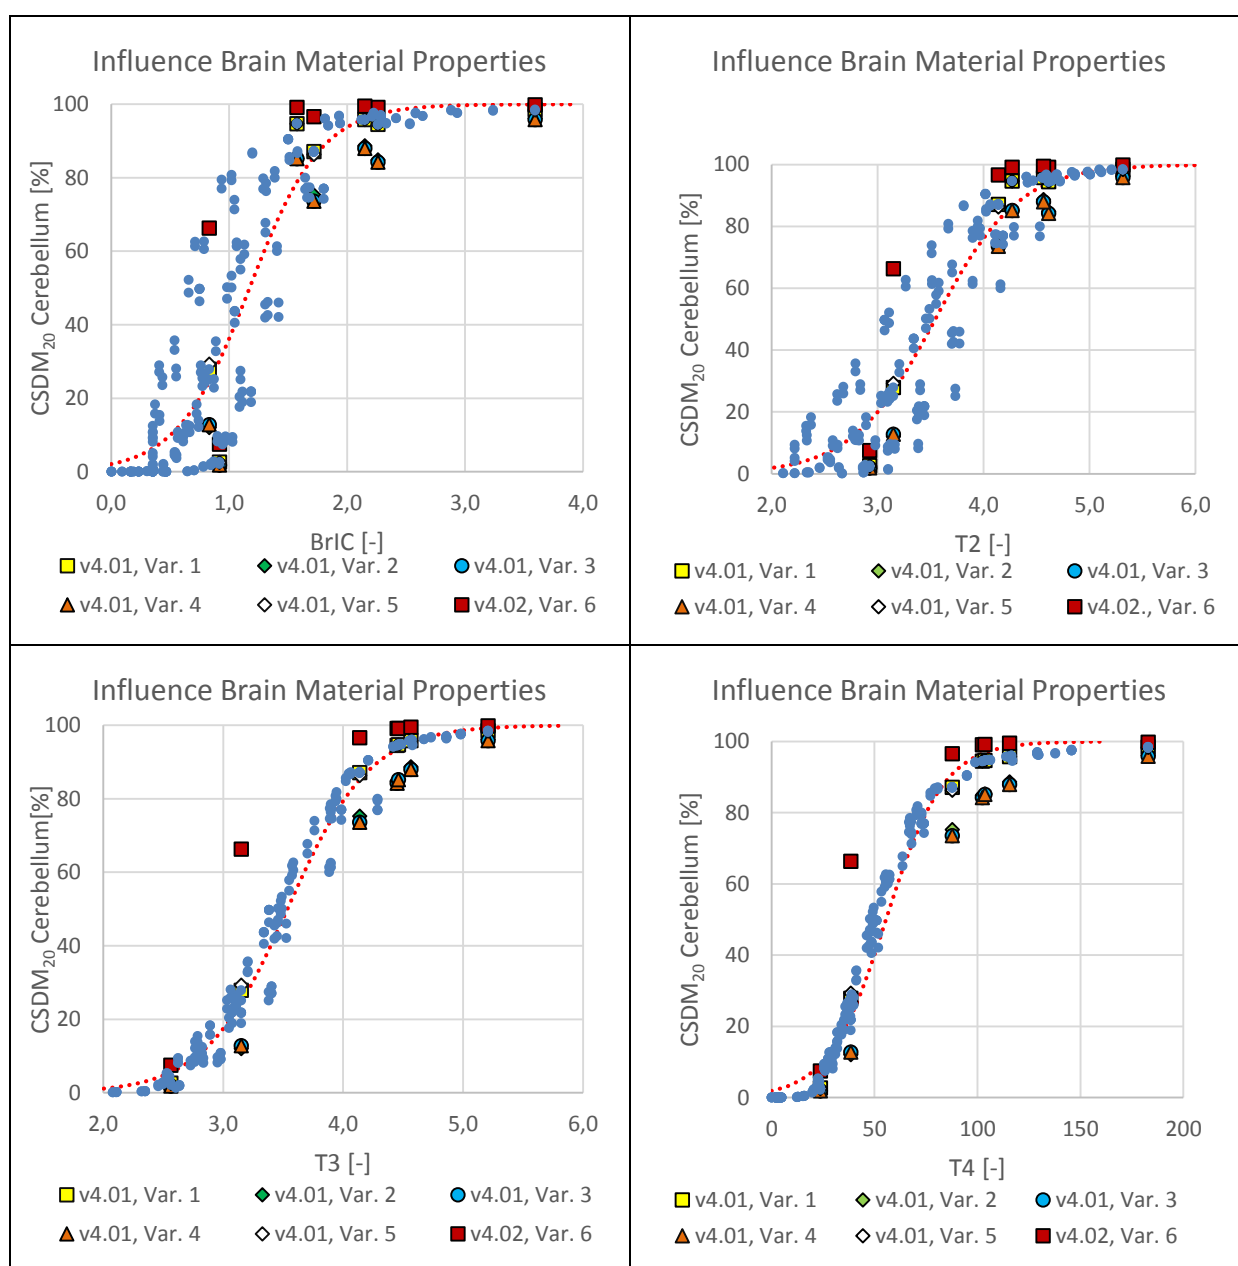 Influence Brain Material Properties
CSDM20 Cerebellum [%]
100
80
60
40
20
0
0,0 1,0 2,0 3,0 4,0
BrIC [-]
v4.01, Var. 1 v4.01, Var. 2 v4.01, Var. 3
v4.01, Var. 4 v4.01, Var. 5 v4.02, Var. 6
Influence Brain Material Properties
CSDM20 Cerebellum [%]
100
80
60
40
20
0
2,0 3,0 4,0 5,0 6,0
T2 [-]
v4.01, Var. 1 v4.01, Var. 2 v4.01, Var. 3
v4.01, Var. 4 v4.01, Var. 5 v4.02., Var. 6
Influence Brain Material Properties
CSDM20 Cerebellum[%]
100
80
60
40
20
0
2,0 3,0 4,0 5,0 6,0
T3 [-]
v4.01, Var. 1 v4.01, Var. 2 v4.01, Var. 3
v4.01, Var. 4 v4.01, Var. 5 v4.02, Var. 6
Influence Brain Material Properties
CSDM20 Cerebellum [%]
100
80
60
40
20
0
0 50 100 150 200
T4 [-]
v4.01, Var. 1 v4.01, Var. 2 v4.01, Var. 3
v4.01, Var. 4 v4.01, Var. 5 v4.02, Var. 6